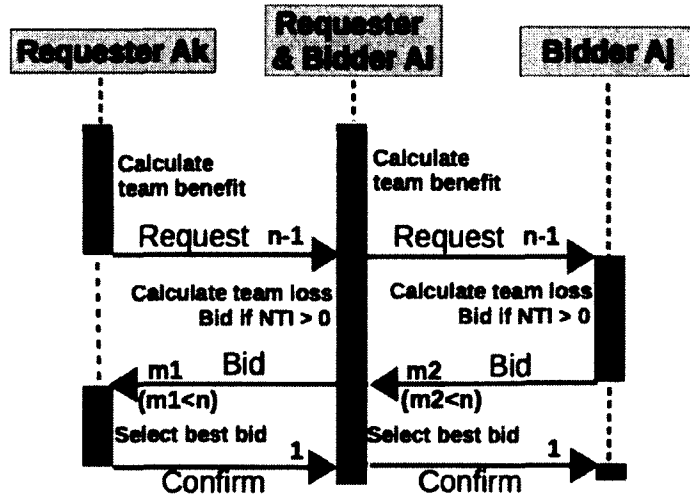 Requester Ak
Requester
& Bidder Ai
Bidder Aj
Calculate
team benefit
Calculate
team benefit
Request n-1
Request n-1
Calculate team loss
Bid if NTI > 0
Calculate team loss
Bid if NTI > 0
m1 Bid
(m1<n)
m2 Bid
(m2<n)
Select best bid
1
Confirm
Select best bid
1
Confirm